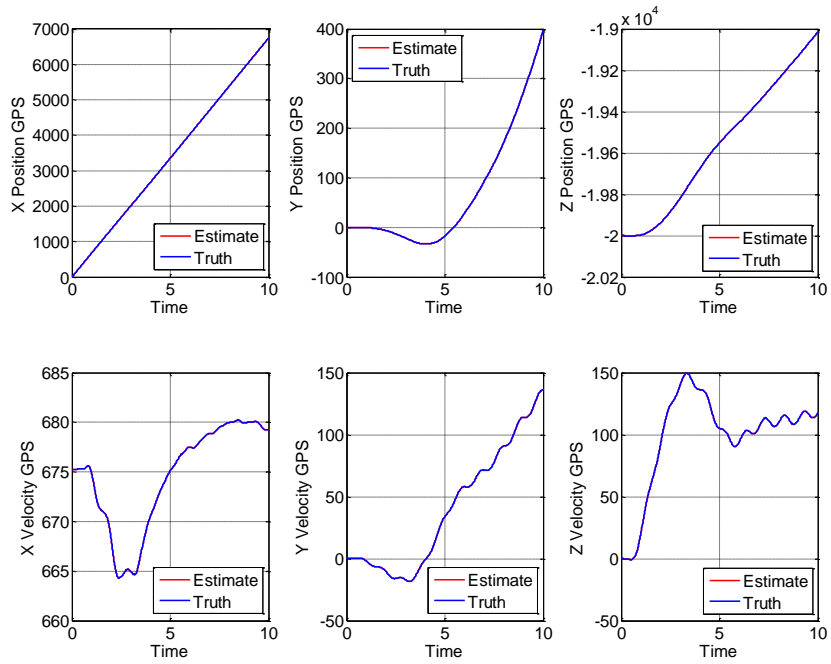 X Position GPS
7000
6000
5000
4000
3000
2000
1000
0
0
5
10
Time
Estimate
Truth
Y Position GPS
400
300
200
100
0
-100
0
5
10
Time
Estimate
Truth
Z Position GPS
x 10^4
-1.9
-1.92
-1.94
-1.96
-1.98
-2
-2.02
0
5
10
Time
Estimate
Truth
X Velocity GPS
685
680
675
670
665
660
0
5
10
Time
Estimate
Truth
Y Velocity GPS
150
100
50
0
-50
0
5
10
Time
Estimate
Truth
Z Velocity GPS
150
100
50
0
-50
0
5
10
Time
Estimate
Truth